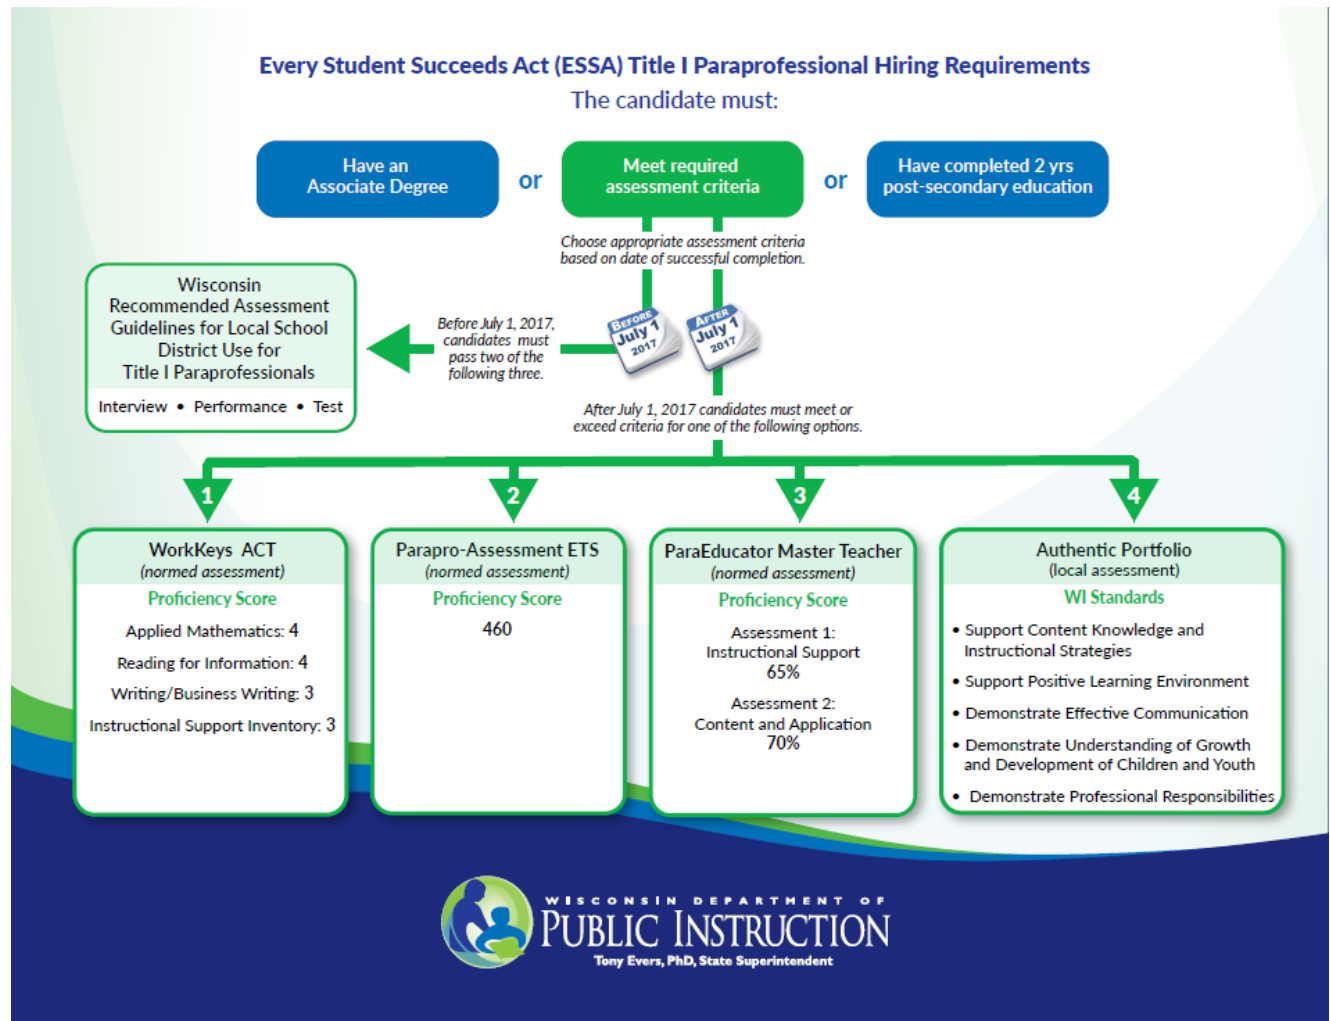 Every Student Succeeds Act (ESSA) Title I Paraprofessional Hiring Requirements
The candidate must:
Have an
Associate Degree
or
Meet required
assessment criteria
or
Have completed 2 yrs
post-secondary education
Choose appropriate assessment criteria
based on date of successful completion.
Wisconsin
Recommended Assessment
Guidelines for Local School
District Use for
Title I Paraprofessionals
Interview • Performance • Test
Before July 1, 2017,
candidates must
pass two of the
following three.
BEFORE
July 1
2017
AFTER
July 1
2017
After July 1, 2017 candidates must meet or
exceed criteria for one of the following options.
1
2
3
4
WorkKeys ACT
(normed assessment)
Proficiency Score
Applied Mathematics: 4
Reading for Information: 4
Writing/Business Writing: 3
Instructional Support Inventory: 3
Parapro-Assessment ETS
(normed assessment)
Proficiency Score
460
ParaEducator Master Teacher
(normed assessment)
Proficiency Score
Assessment 1:
Instructional Support
65%
Assessment 2:
Content and Application
70%
Authentic Portfolio
(local assessment)
WI Standards
• Support Content Knowledge and
Instructional Strategies
• Support Positive Learning Environment
• Demonstrate Effective Communication
• Demonstrate Understanding of Growth
and Development of Children and Youth
• Demonstrate Professional Responsibilities
WISCONSIN DEPARTMENT OF
PUBLIC INSTRUCTION
Tony Evers, PhD, State Superintendent